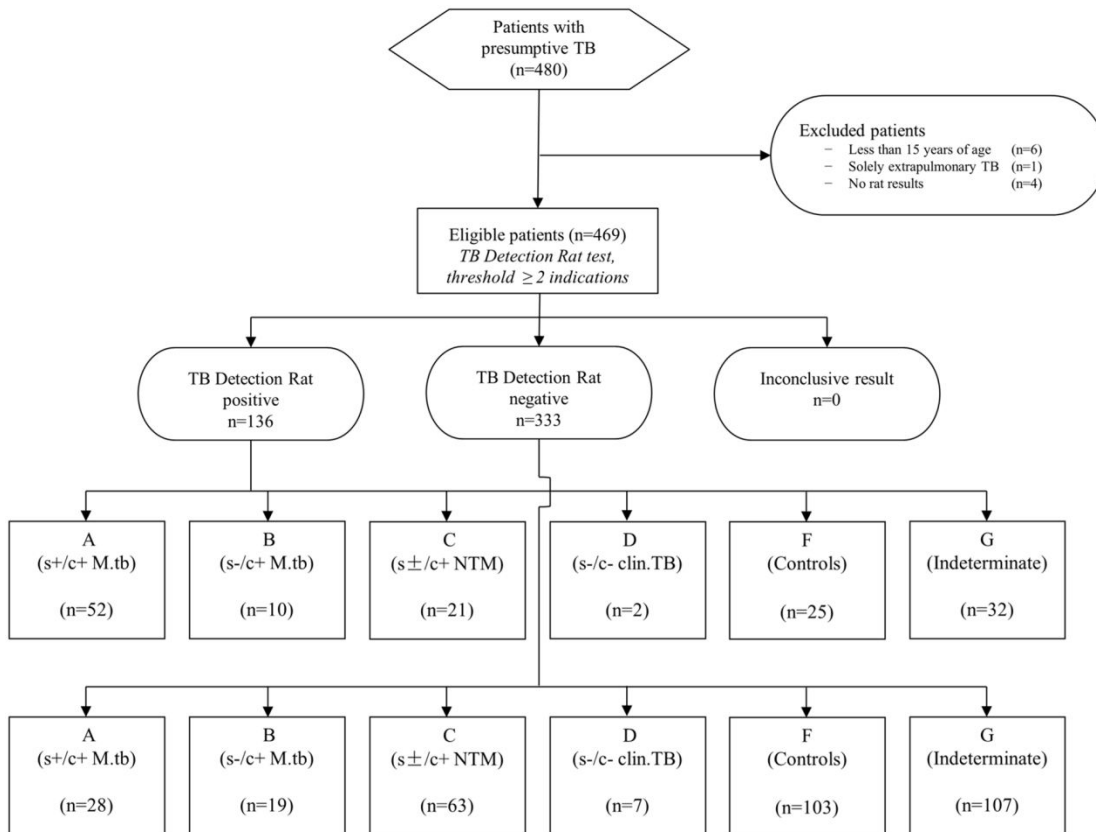 Patients with
presumptive TB
(n=480)
Excluded patients
− Less than 15 years of age (n=6)
− Solely extrapulmonary TB (n=1)
− No rat results (n=4)
Eligible patients (n=469)
TB Detection Rat test,
threshold ≥ 2 indications
TB Detection Rat
positive
n=136
TB Detection Rat
negative
n=333
Inconclusive result
n=0
A
(s+/c+ M.tb)
(n=52)
B
(s-/c+ M.tb)
(n=10)
C
(s±/c+ NTM)
(n=21)
D
(s-/c- clin.TB)
(n=2)
F
(Controls)
(n=25)
G
(Indeterminate)
(n=32)
A
(s+/c+ M.tb)
(n=28)
B
(s-/c+ M.tb)
(n=19)
C
(s±/c+ NTM)
(n=63)
D
(s-/c- clin.TB)
(n=7)
F
(Controls)
(n=103)
G
(Indeterminate)
(n=107)